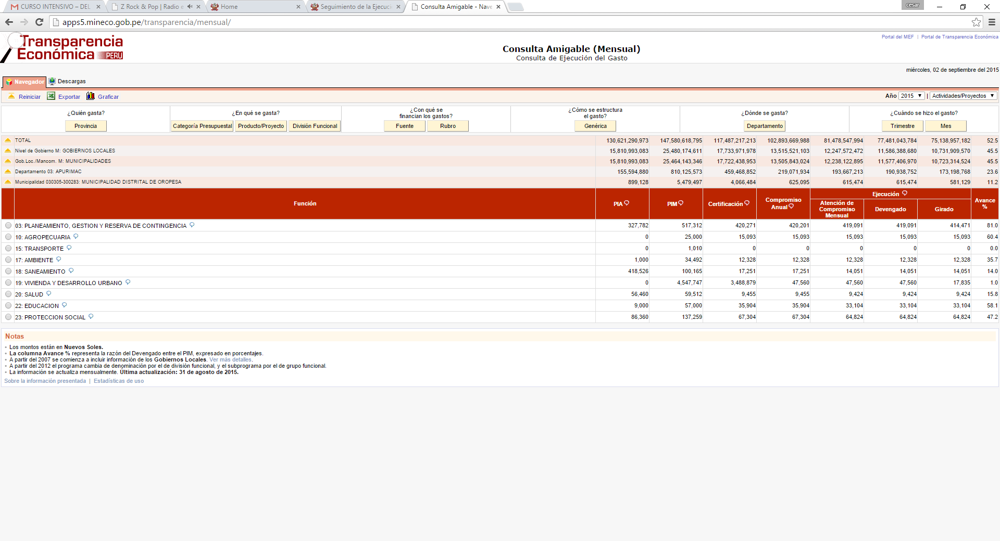 CURSO INTENSIVO – DEL
Z Rock & Pop | Radio e
Home
Seguimiento de la Ejecuci
Consulta Amigable - Nave
cesar
apps5.mineco.gob.pe/transparencia/mensual/
Transparencia
Económica PERU
Portal del MEF | Portal de Transparencia Económica
Consulta Amigable (Mensual)
Consulta de Ejecución del Gasto
miércoles, 02 de septiembre del 2015
Navegador Descargas
Reiniciar Exportar Graficar Año 2015 | Actividades/Proyectos
¿Quién gasta?
Provincia
¿En qué se gasta?
Categoría Presupuestal Producto/Proyecto División Funcional
¿Con qué se
financian los gastos?
Fuente Rubro
¿Cómo se estructura
el gasto?
Genérica
¿Dónde se gasta?
Departamento
¿Cuándo se hizo el gasto?
Trimestre Mes
TOTAL 130,621,290,973 147,580,618,795 117,487,217,213 102,893,669,988 81,478,547,994 77,481,043,784 75,138,957,182 52.5
Nivel de Gobierno M: GOBIERNOS LOCALES 15,810,993,083 25,480,174,611 17,733,971,978 13,515,521,103 12,247,572,472 11,586,388,680 10,731,909,570 45.5
Gob.Loc./Mancom. M: MUNICIPALIDADES 15,810,993,083 25,464,143,346 17,722,438,953 13,505,843,024 12,238,122,895 11,577,406,970 10,723,314,524 45.5
Departamento 03: APURIMAC 155,594,880 810,125,573 459,468,852 219,071,934 193,667,213 190,938,752 173,198,768 23.6
Municipalidad 030305-300283: MUNICIPALIDAD DISTRITAL DE OROPESA 899,128 5,479,497 4,066,484 625,095 615,474 615,474 581,129 11.2
Función PIA PIM Certificación Compromiso Anual Ejecución Atención de Compromiso Mensual Devengado Girado Avance %
03: PLANEAMIENTO, GESTION Y RESERVA DE CONTINGENCIA 327,782 517,312 420,271 420,201 419,091 419,091 414,471 81.0
10: AGROPECUARIA 0 25,000 15,093 15,093 15,093 15,093 15,093 60.4
15: TRANSPORTE 0 1,010 0 0 0 0 0 0.0
17: AMBIENTE 1,000 34,492 12,328 12,328 12,328 12,328 12,328 35.7
18: SANEAMIENTO 418,526 100,165 17,251 17,251 14,051 14,051 14,051 14.0
19: VIVIENDA Y DESARROLLO URBANO 0 4,547,747 3,488,879 47,560 47,560 47,560 17,835 1.0
20: SALUD 56,460 59,512 9,455 9,455 9,424 9,424 9,424 15.8
22: EDUCACION 9,000 57,000 35,904 35,904 33,104 33,104 33,104 58.1
23: PROTECCION SOCIAL 86,360 137,259 67,304 67,304 64,824 64,824 64,824 47.2
Notas
Los montos están en Nuevos Soles.
La columna Avance % representa la razón del Devengado entre el PIM, expresado en porcentajes.
A partir del 2007 se comienza a incluir información de los Gobiernos Locales. Ver más detalles.
A partir del 2012 el programa cambia de denominación por el de división funcional, y el subprograma por el de grupo funcional.
La información se actualiza mensualmente. Última actualización: 31 de agosto de 2015.
Sobre la información presentada | Estadísticas de uso